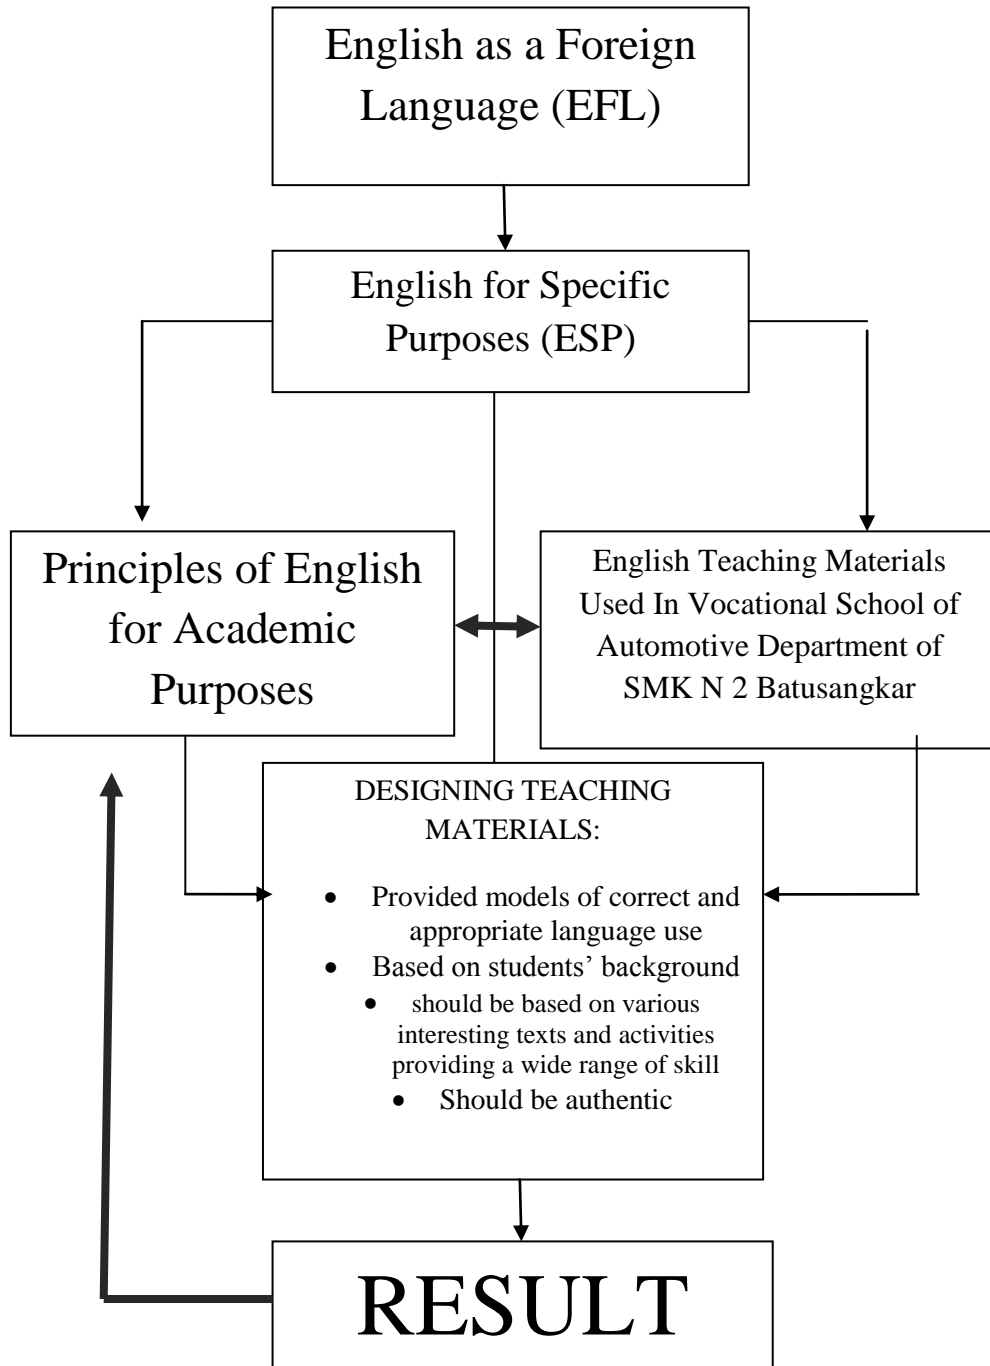 English as a Foreign
Language (EFL)
English for Specific
Purposes (ESP)
Principles of English
for Academic
Purposes
English Teaching Materials
Used In Vocational School of
Automotive Department of
SMK N 2 Batusangkar
DESIGNING TEACHING
MATERIALS:
• Provided models of correct and
appropriate language use
• Based on students’ background
• should be based on various
interesting texts and activities
providing a wide range of skill
• Should be authentic
RESULT